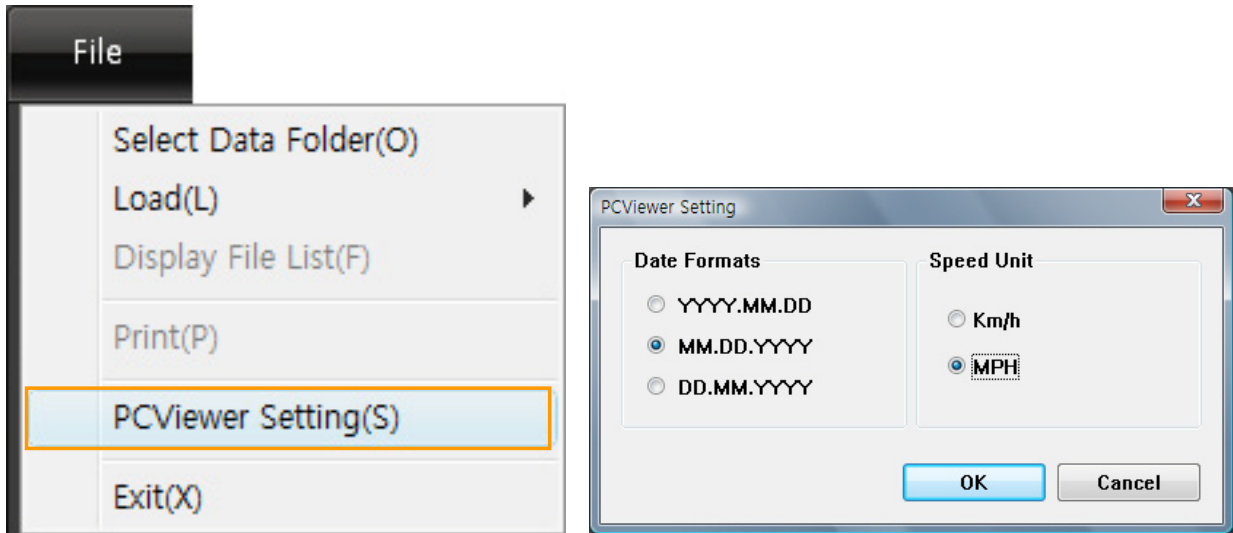 File
Select Data Folder(O)
Load(L)
Display File List(F)
Print(P)
PCViewer Setting(S)
Exit(X)
PCViewer Setting
Date Formats
YYYY.MM.DD
MM.DD.YYYY
DD.MM.YYYY
Speed Unit
Km/h
MPH
OK
Cancel